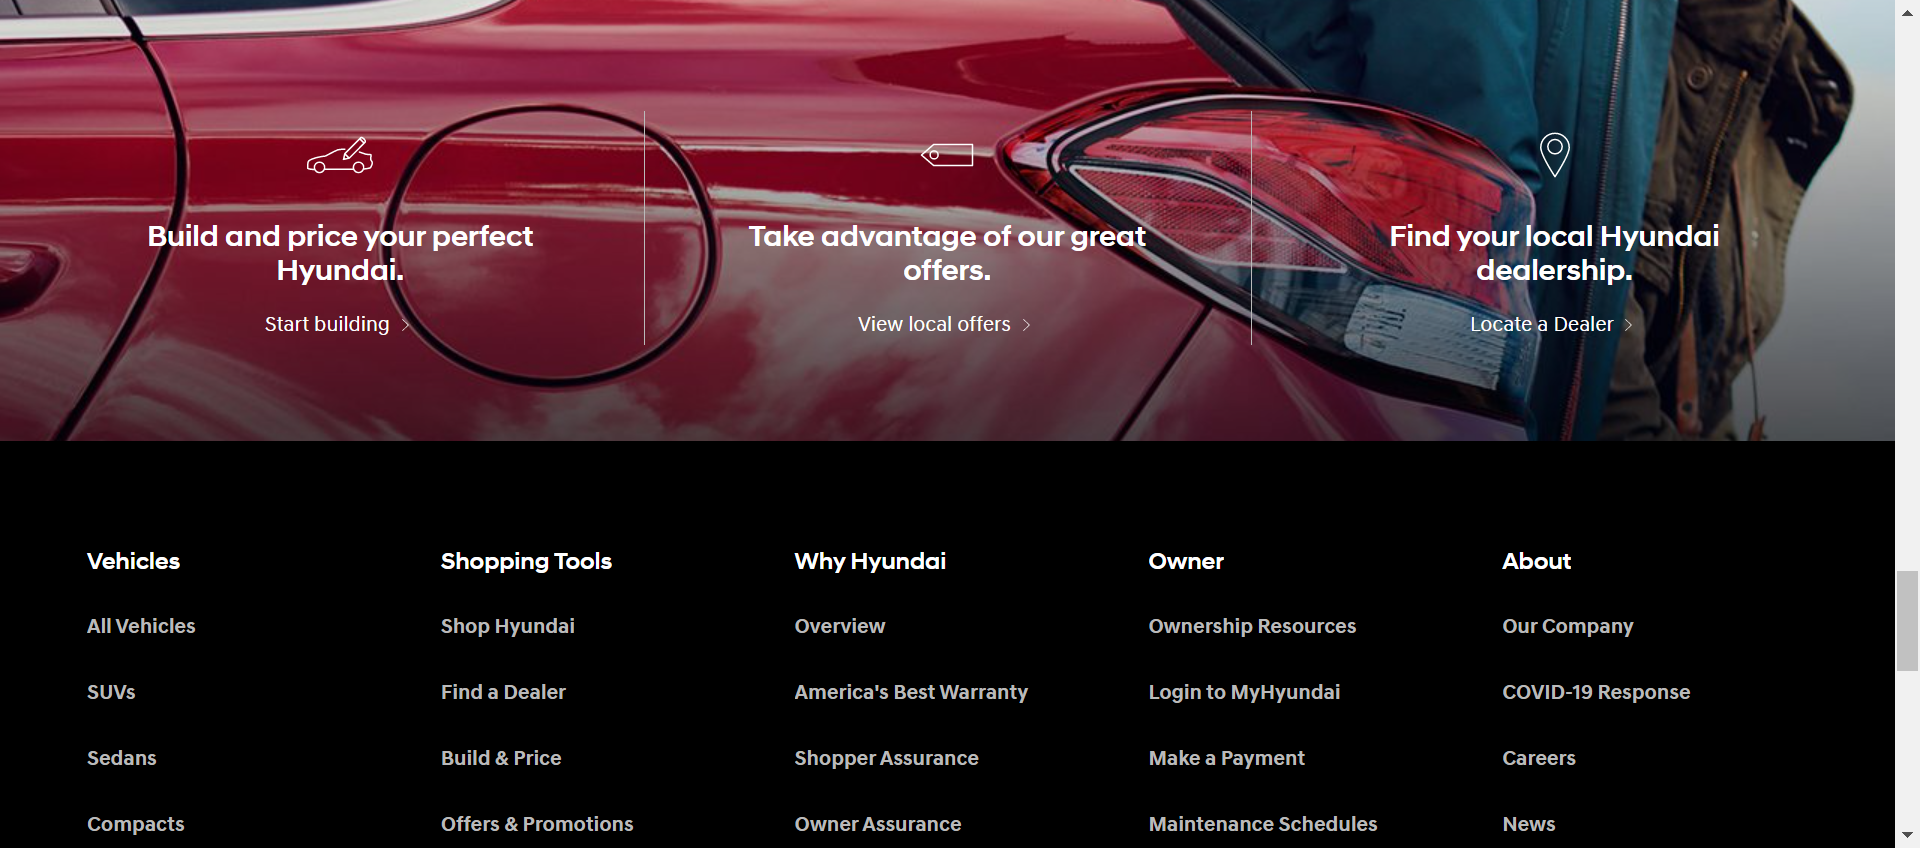 Build and price your perfect
Hyundai.
Start building
Take advantage of our great
offers.
View local offers
Find your local Hyundai
dealership.
Locate a Dealer
Vehicles
All Vehicles
SUVs
Sedans
Compacts
Shopping Tools
Shop Hyundai
Find a Dealer
Build & Price
Offers & Promotions
Why Hyundai
Overview
America's Best Warranty
Shopper Assurance
Owner Assurance
Owner
Ownership Resources
Login to MyHyundai
Make a Payment
Maintenance Schedules
About
Our Company
COVID-19 Response
Careers
News